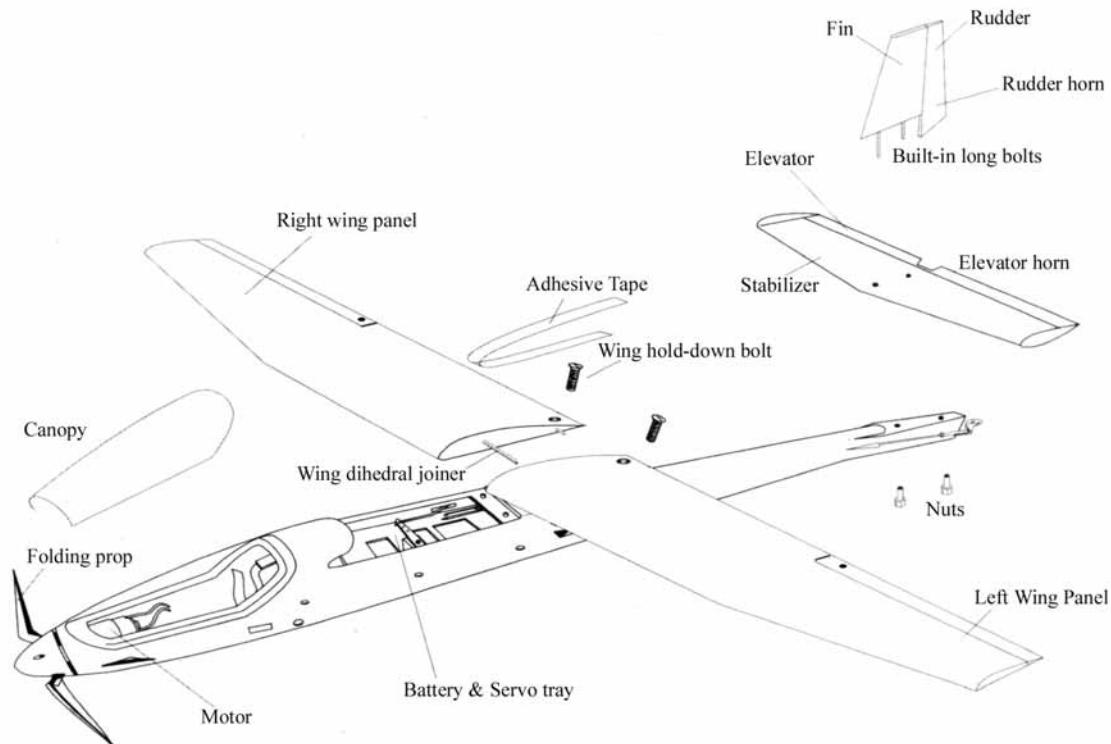 Fin
Rudder
Rudder horn
Built-in long bolts
Elevator
Right wing panel
Elevator horn
Stabilizer
Adhesive Tape
Wing hold-down bolt
Canopy
Wing dihedral joiner
Nuts
Folding prop
Left Wing Panel
Battery & Servo tray
Motor